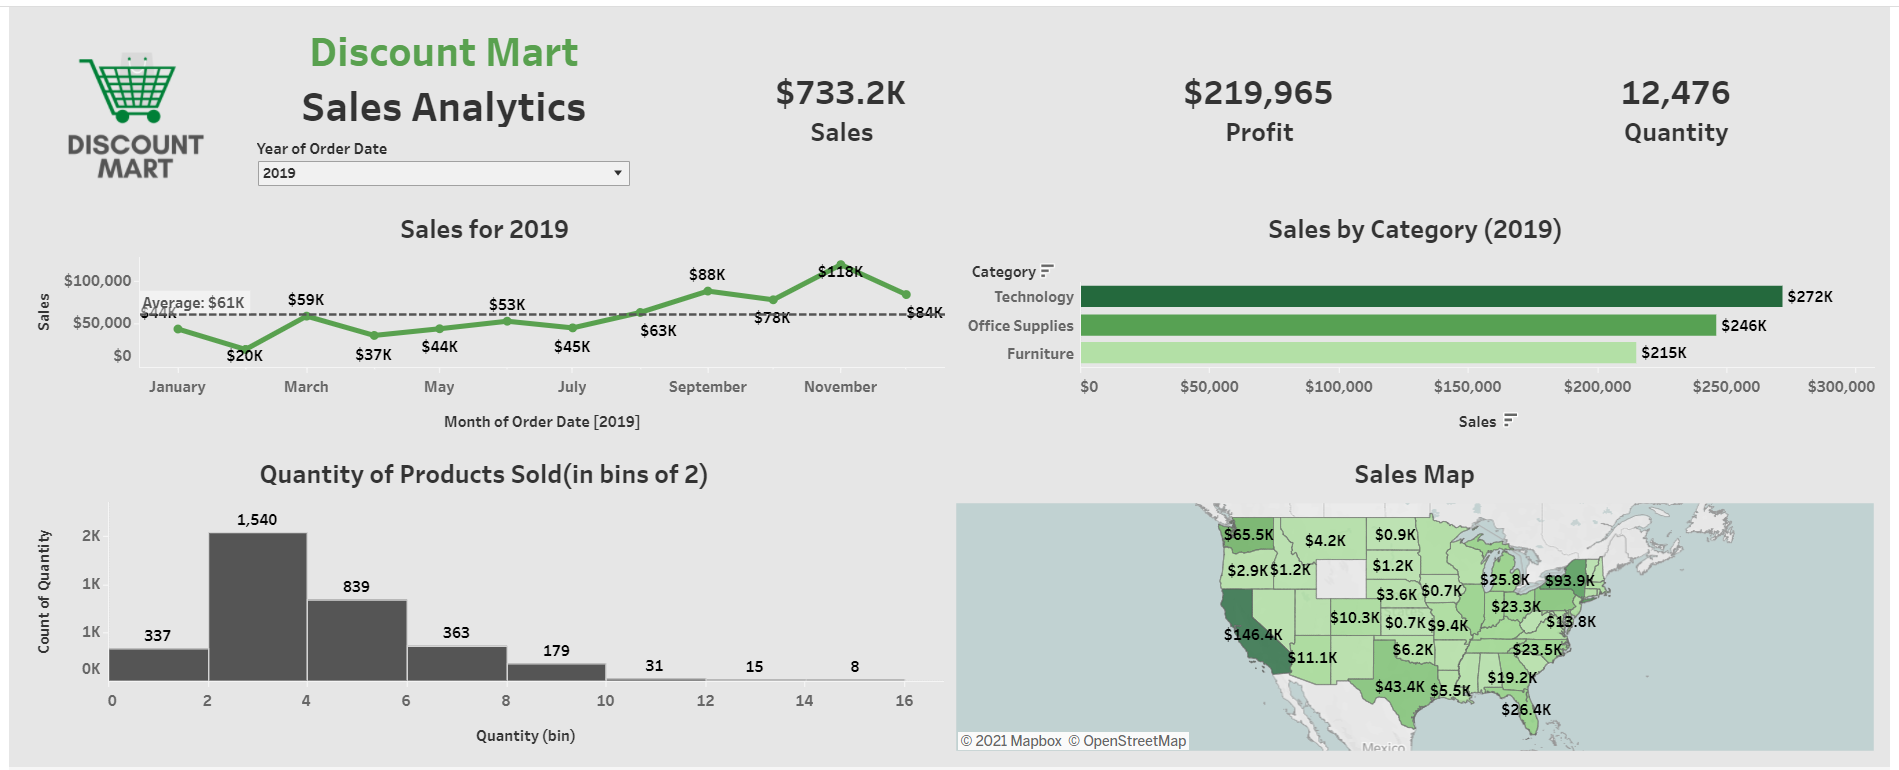 Discount Mart
Sales Analytics
DISCOUNT
MART
Year of Order Date
2019
$733.2K
Sales
$219,965
Profit
12,476
Quantity
Sales for 2019
Sales
$100,000
$50,000
$0
Average: $61K
$44K
$20K
$59K
$37K
$44K
$53K
$45K
$63K
$88K
$78K
$118K
$84K
January March May July September November
Month of Order Date [2019]
Sales by Category (2019)
Category
Technology $272K
Office Supplies $246K
Furniture $215K
$0 $50,000 $100,000 $150,000 $200,000 $250,000 $300,000
Sales
Quantity of Products Sold(in bins of 2)
Count of Quantity
2K
1K
1K
0K
337 1,540 839 363 179 31 15 8
0 2 4 6 8 10 12 14 16
Quantity (bin)
Sales Map
$65.5K $4.2K $0.9K
$2.9K $1.2K $1.2K $25.8K $93.9K
$3.6K $0.7K $23.3K
$146.4K $10.3K $0.7K $9.4K $13.8K
$11.1K $6.2K $23.5K
$43.4K $5.5K $19.2K
$26.4K
Mexico
© 2021 Mapbox © OpenStreetMap